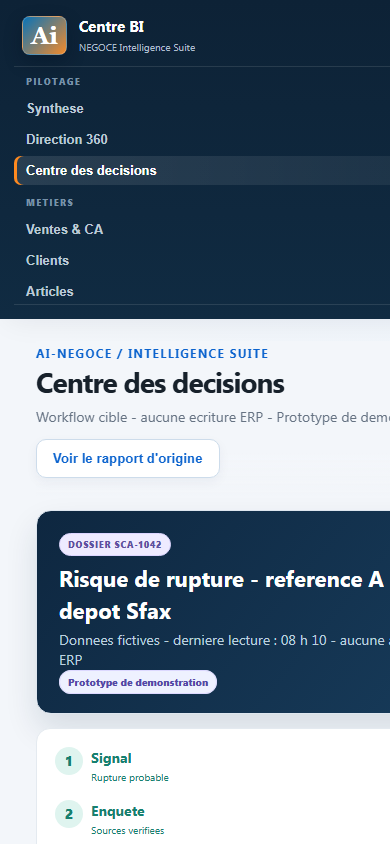 Ai
Centre BI
NEGOCE Intelligence Suite
PILOTAGE
Synthese
Direction 360
Centre des decisions
METIERS
Ventes & CA
Clients
Articles
AI-NEGOCE / INTELLIGENCE SUITE
Centre des decisions
Workflow cible - aucune ecriture ERP - Prototype de dem
Voir le rapport d'origine
DOSSIER SCA-1042
Risque de rupture - reference A
depot Sfax
Donnees fictives - derniere lecture : 08 h 10 - aucune
ERP
Prototype de demonstration
1 Signal
Rupture probable
2 Enquete
Sources verifiees